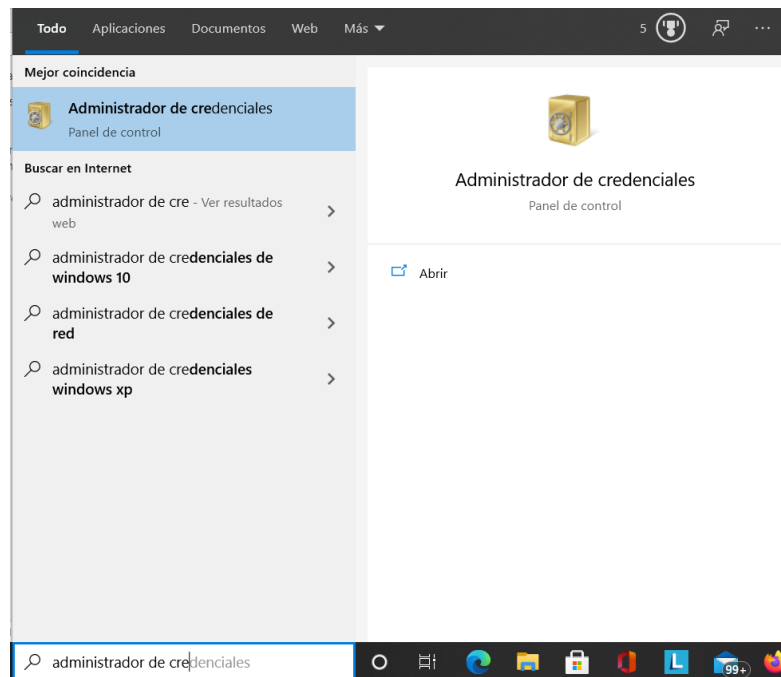 Todo Aplicaciones Documentos Web Más 5 ...
Mejor coincidencia
Administrador de credenciales
Panel de control
Buscar en Internet
administrador de cre - Ver resultados
web
administrador de credenciales de
windows 10
administrador de credenciales de
red
administrador de credenciales
windows xp
Administrador de credenciales
Panel de control
Abrir
administrador de credenciales
L
99+